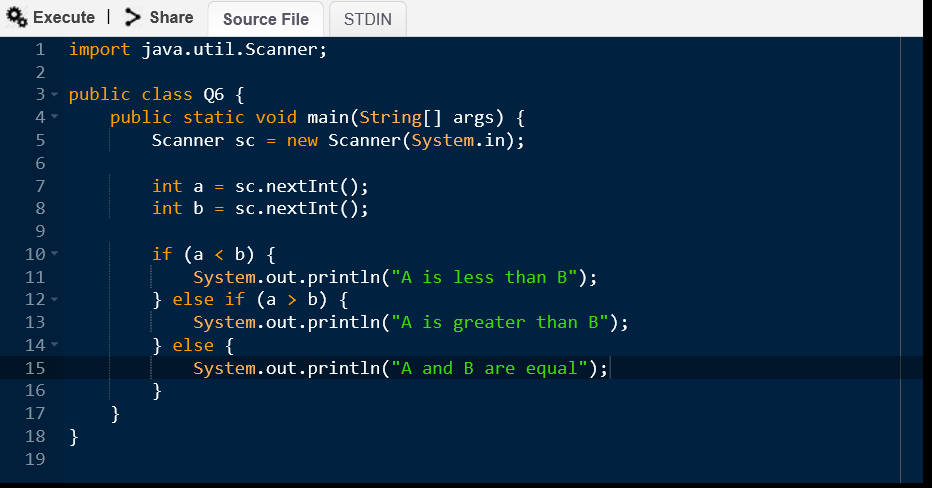 Execute | Share Source File STDIN
1 import java.util.Scanner;
2
3 public class Q6 {
4     public static void main(String[] args) {
5         Scanner sc = new Scanner(System.in);
6
7         int a = sc.nextInt();
8         int b = sc.nextInt();
9
10         if (a < b) {
11             System.out.println("A is less than B");
12         } else if (a > b) {
13             System.out.println("A is greater than B");
14         } else {
15             System.out.println("A and B are equal");
16         }
17     }
18 }
19